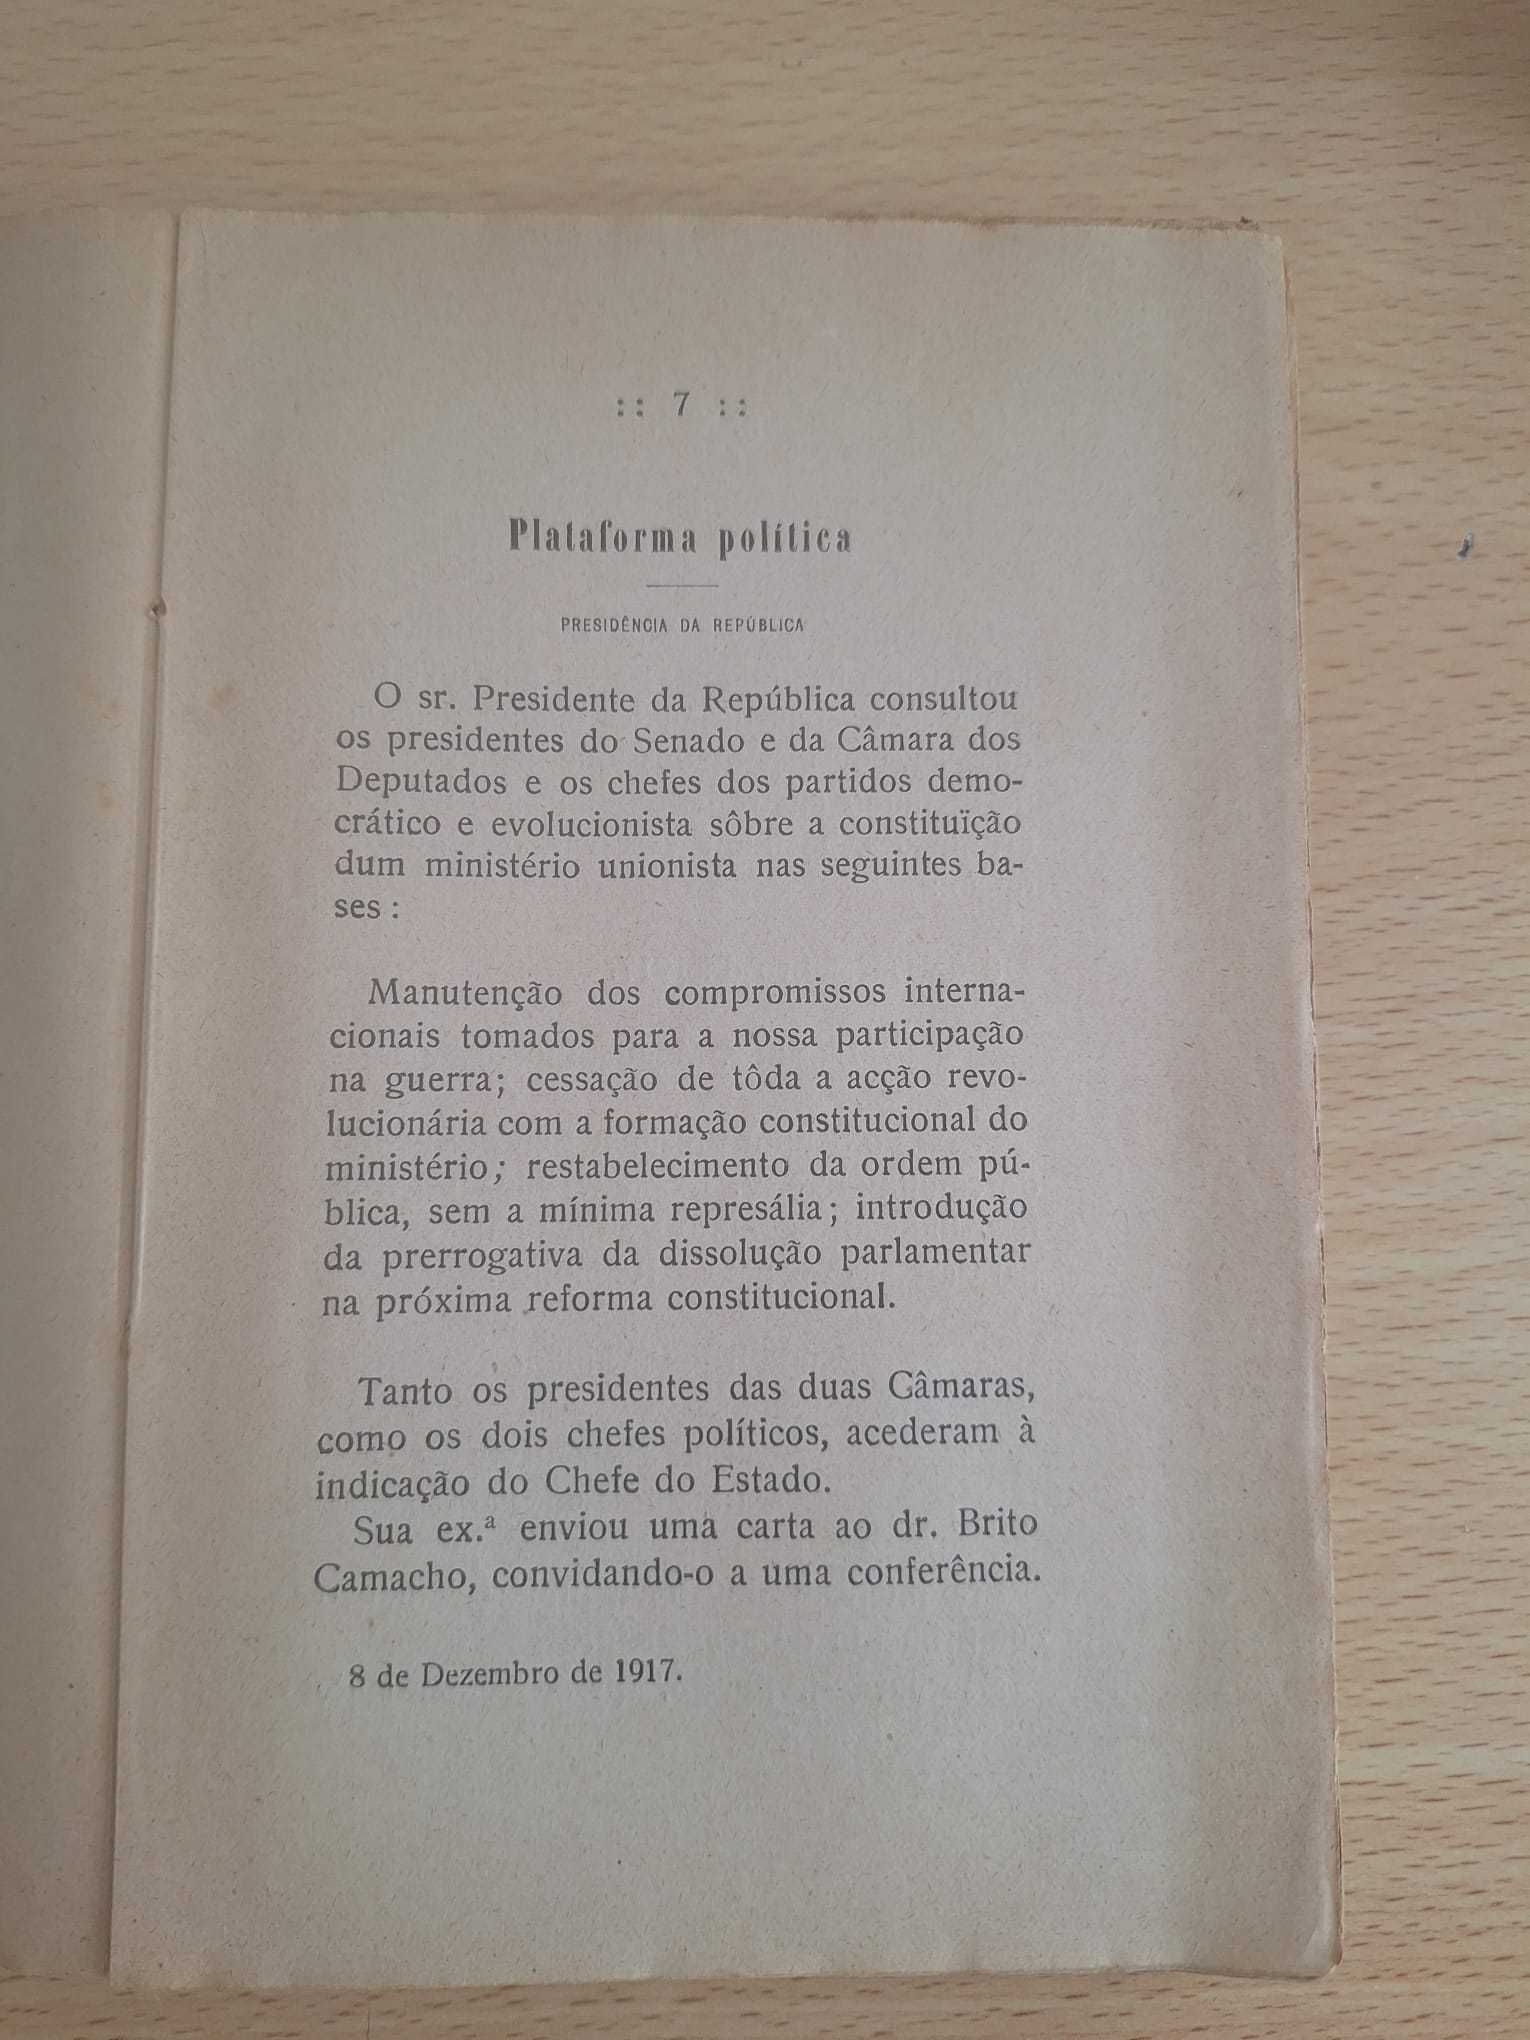 :: 7 ::
Plataforma política
PRESIDÊNCIA DA REPÚBLICA
O sr. Presidente da República consultou
os presidentes do Senado e da Câmara dos
Deputados e os chefes dos partidos demo-
crático e evolucionista sôbre a constituïção
dum ministério unionista nas seguintes ba-
ses :
Manutenção dos compromissos interna-
cionais tomados para a nossa participação
na guerra; cessação de tôda a acção revo-
lucionária com a formação constitucional do
ministério; restabelecimento da ordem pú-
blica, sem a mínima represália; introdução
da prerrogativa da dissolução parlamentar
na próxima reforma constitucional.
Tanto os presidentes das duas Câmaras,
como os dois chefes políticos, acederam à
indicação do Chefe do Estado.
Sua ex.ª enviou uma carta ao dr. Brito
Camacho, convidando-o a uma conferência.
8 de Dezembro de 1917.